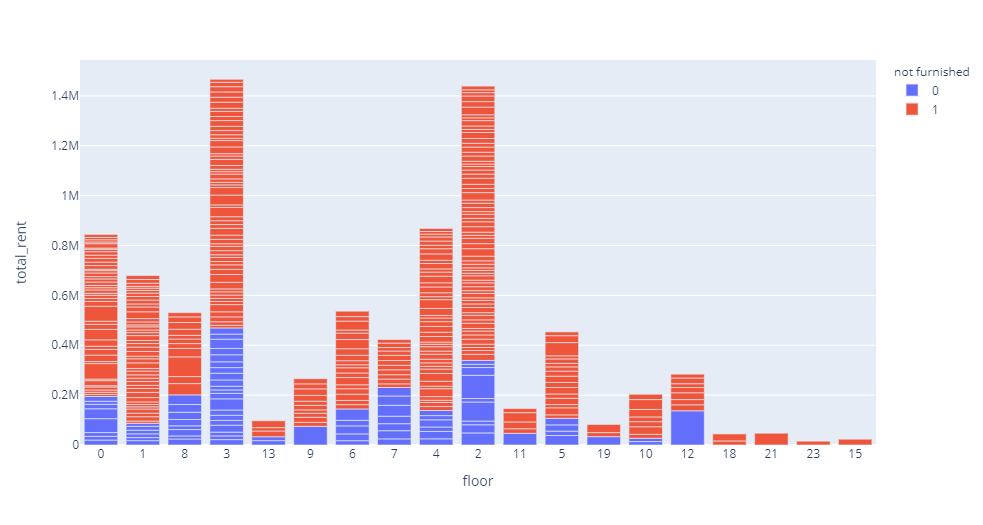 not furnished
0
1
1.4M
1.2M
1M
0.8M
0.6M
0.4M
0.2M
0
total_rent
0 1 8 3 13 9 6 7 4 2 11 5 19 10 12 18 21 23 15
floor